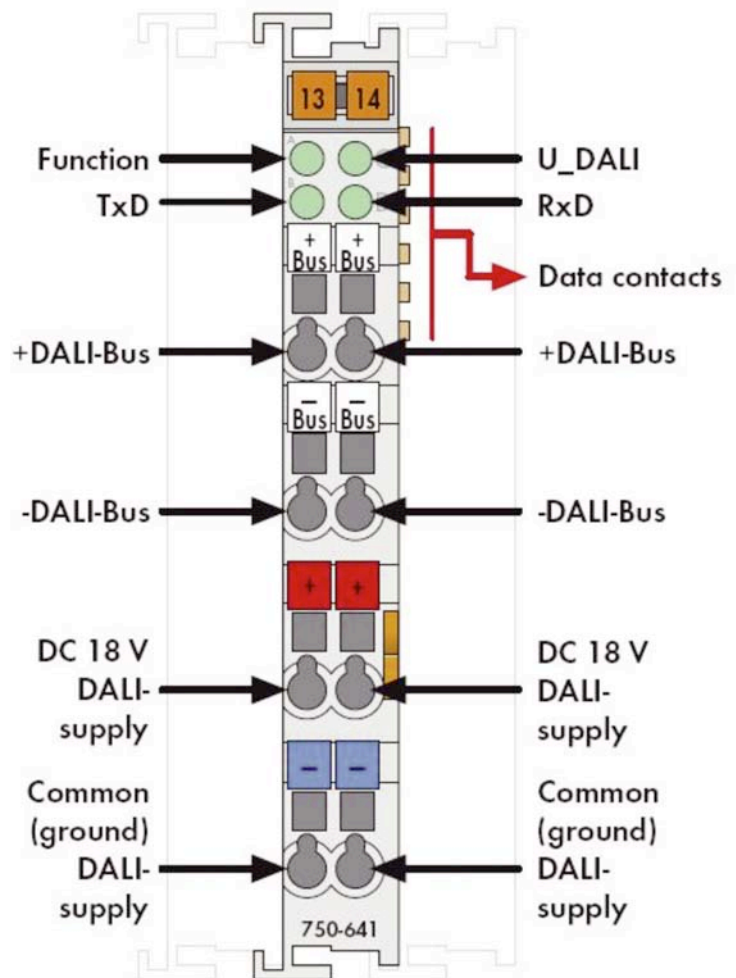 13 14
A C
Function
U_DALI
B D
TxD
RxD
+ +
Bus Bus
Data contacts
+DALI-Bus
+DALI-Bus
− −
Bus Bus
-DALI-Bus
-DALI-Bus
+ +
DC 18 V
DALI-
supply
DC 18 V
DALI-
supply
− −
Common
(ground)
DALI-
supply
Common
(ground)
DALI-
supply
750-641